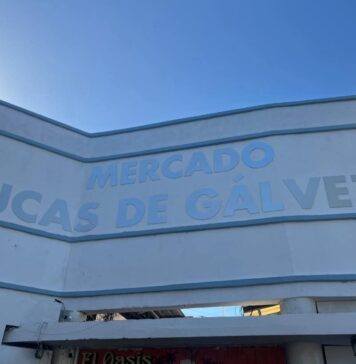 MERCADO
UCAS DE GÁLVE
El Oasis